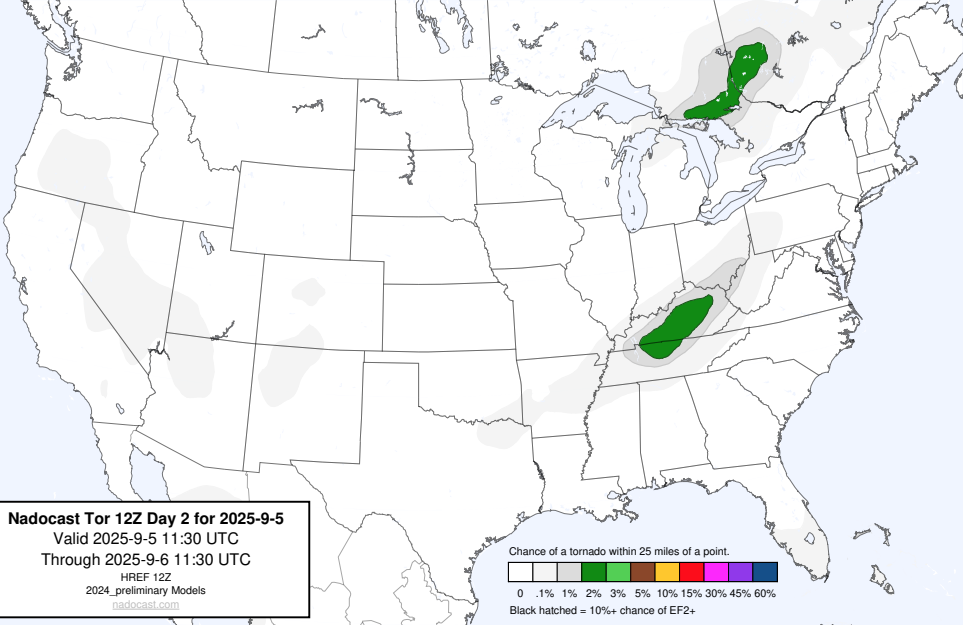 Nadocast Tor 12Z Day 2 for 2025-9-5
Valid 2025-9-5 11:30 UTC
Through 2025-9-6 11:30 UTC
HREF 12Z
2024_preliminary Models
nadocast.com
Chance of a tornado within 25 miles of a point.
0 .1% 1% 2% 3% 5% 10% 15% 30% 45% 60%
Black hatched = 10%+ chance of EF2+